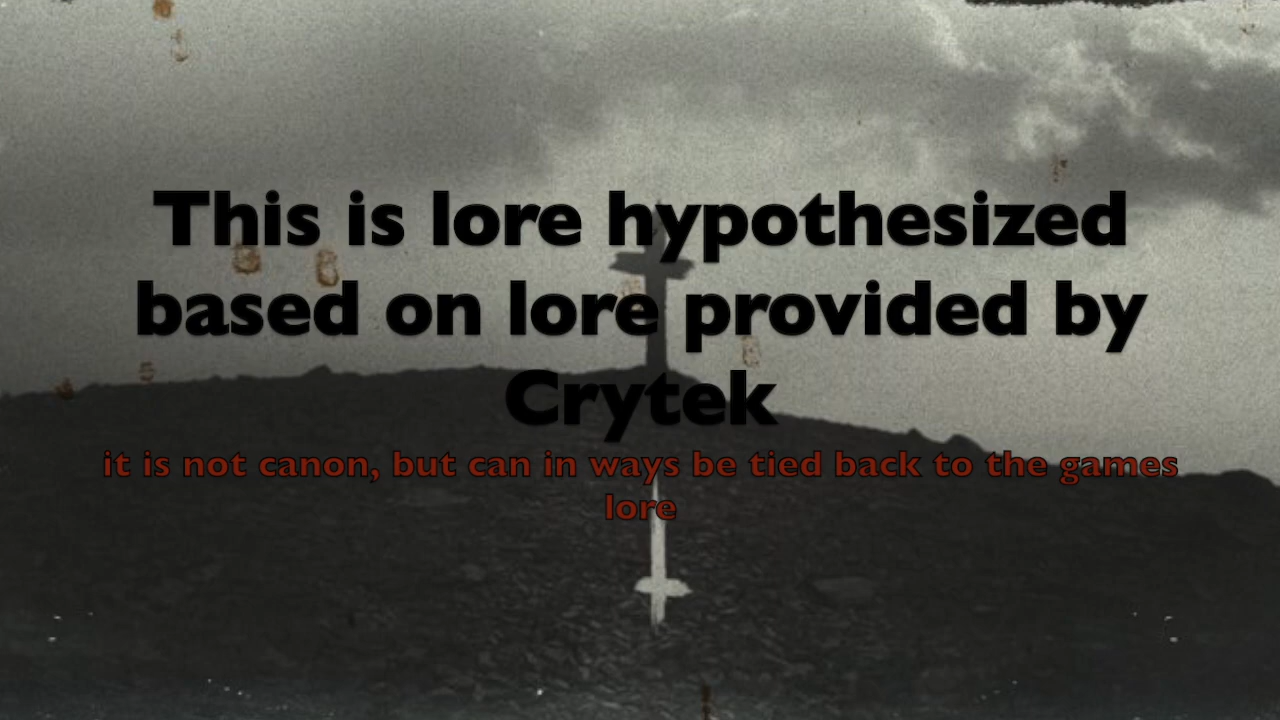 This is lore hypothesized
based on lore provided by
Crytek
it is not canon, but can in ways be tied back to the games
lore